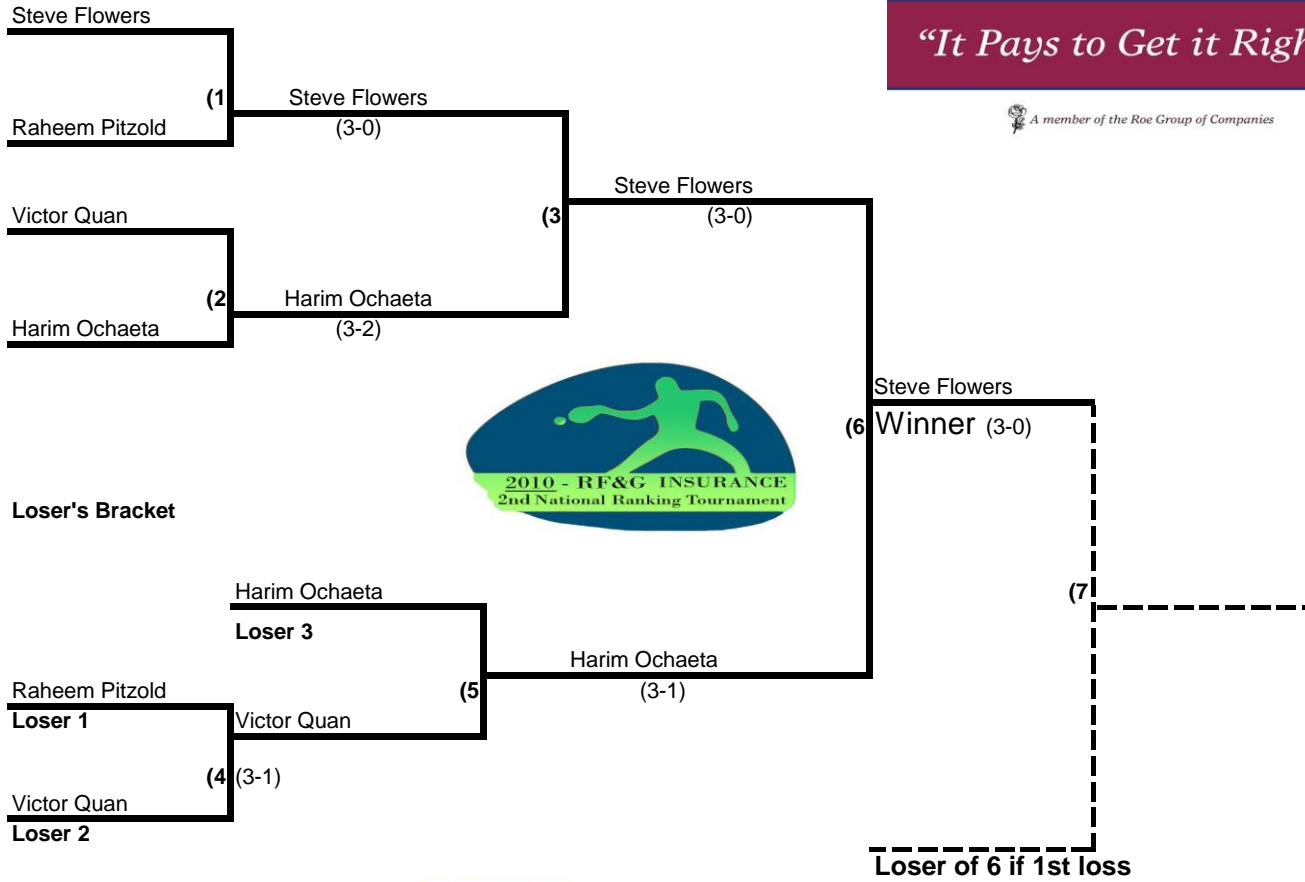 Steve Flowers
“It Pays to Get it Righ
(1
Steve Flowers
A member of the Roe Group of Companies
Raheem Pitzold
(3-0)
Steve Flowers
Victor Quan
(3
(3-0)
(2
Harim Ochaeta
Harim Ochaeta
(3-2)
Steve Flowers
(6
Winner (3-0)
2010 - RF&G INSURANCE
2nd National Ranking Tournament
Loser's Bracket
Harim Ochaeta
(7
Loser 3
Harim Ochaeta
Raheem Pitzold
(5
(3-1)
Loser 1
Victor Quan
(4
(3-1)
Victor Quan
Loser 2
Loser of 6 if 1st loss